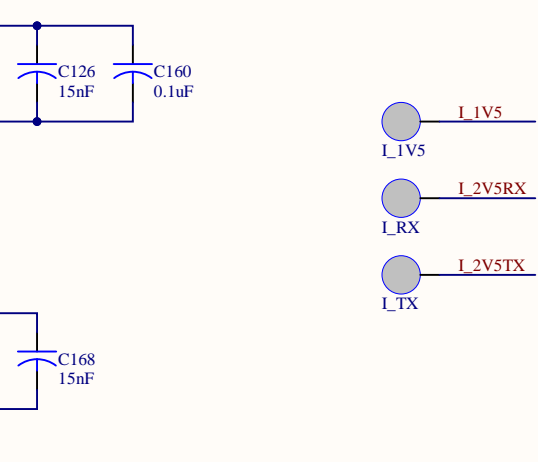 C126
15nF
C160
0.1uF
I_1V5
I_1V5
I_2V5RX
I_RX
I_2V5TX
I_TX
C168
15nF